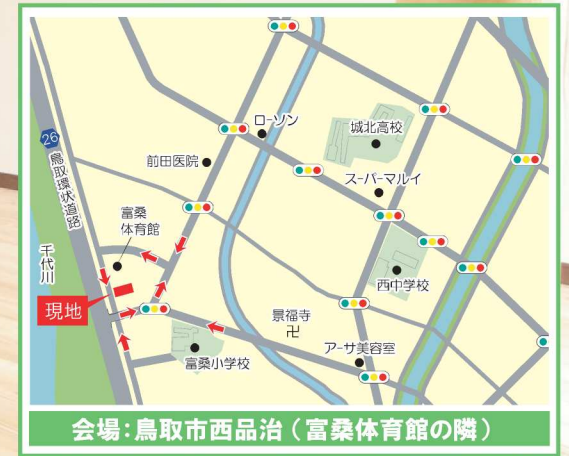 ローソン
城北高校
前田医院
スーパーマルイ
26
鳥取環状道路
富桑
体育館
千代川
現地
西中学校
景福寺
卍
アーサ美容室
富桑小学校
会場:鳥取市西品治(富桑体育館の隣)